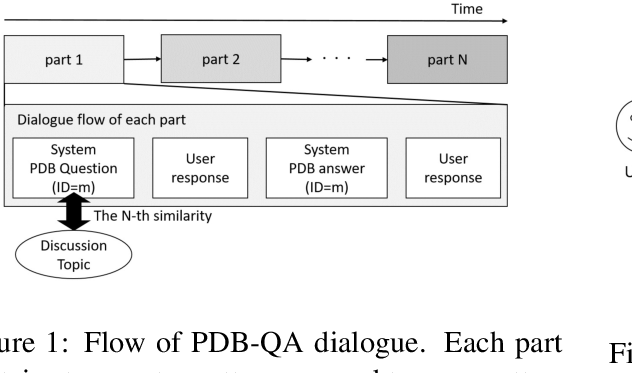 Time
part 1
part 2
. . .
part N
Dialogue flow of each part
System
PDB Question
(ID=m)
User
response
System
PDB answer
(ID=m)
User
response
The N-th similarity
Discussion
Topic
ure 1: Flow of PDB-QA dialogue. Each part